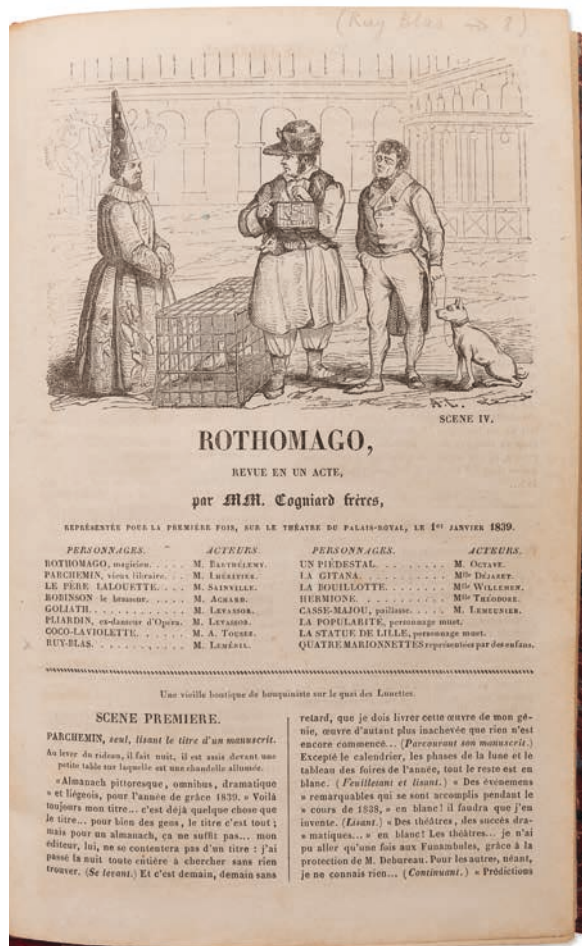 (Ruy Blas → 8)
SCENE IV.
ROTHOMAGO,
REVUE EN UN ACTE,
par MM. Cogniard frères,
REPRÉSENTÉE POUR LA PREMIÈRE FOIS, SUR LE THÉATRE DU PALAIS-ROYAL, LE 1er JANVIER 1839.
PERSONNAGES. ACTEURS.
ROTHOMAGO, magicien. . . . . M. BARTHÉLEMY.
PARCHEMIN, vieux libraire. . . . M. LHÉRITIER.
LE PÈRE LALOUETTE. . . . . M. SAINVILLE.
ROBINSON le brasseur. . . . . M. ACHARD.
GOLIATH. . . . . . . . . . . . M. LEVASSOR.
PLIARDIN, ex-danseur d'Opéra. M. LEVASSOR.
COCO-LAVIOLETTE. . . . . . M. A. TOUSEZ.
RUY-BLAS. . . . . . . . . . . M. LEMÉNIL.
PERSONNAGES. ACTEURS.
UN PIÉDESTAL. . . . . . . . . M. OCTAVE.
LA GITANA. . . . . . . . . . . Mlle DÉJAZET.
LA BOUILLOTTE. . . . . . . . Mlle WILLEMEN.
HERMIONE. . . . . . . . . . . Mlle THÉODORE.
CASSE-MAJOU, paillasse. . . . . M. LEMEUNIER.
LA POPULARITÉ, personnage muet.
LA STATUE DE LILLE, personnage muet.
QUATRE MARIONNETTES représentées par des enfans.
Une vieille boutique de bouquiniste sur le quai des Lunettes.
SCENE PREMIERE.
PARCHEMIN, seul, lisant le titre d'un manuscrit.
Au lever du rideau, il fait nuit, il est assis devant une
petite table sur laquelle est une chandelle allumée.
«Almanach pittoresque, omnibus, dramatique
» et liégeois, pour l'année de grâce 1839. » Voilà
toujours mon titre... c'est déjà quelque chose que
le titre... pour bien des gens, le titre c'est tout ;
mais pour un almanach, ça ne suffit pas... mon
éditeur, lui, ne se contentera pas d'un titre : j'ai
passé la nuit toute entière à chercher sans rien
trouver. (Se levant.) Et c'est demain, demain sans
retard, que je dois livrer cette œuvre de mon gé-
nie, œuvre d'autant plus inachevée que rien n'est
encore commencé... (Parcourant son manuscrit.)
Excepté le calendrier, les phases de la lune et le
tableau des foires de l'année, tout le reste est en
blanc. (Feuilletant et lisant.) « Des événemens
» remarquables qui se sont accomplis pendant le
» cours de 1838, » en blanc! il faudra que j'en
invente. (Lisant.) «Des théâtres, des succès dra-
» matiques... » en blanc! Les théâtres... je n'ai
pu aller qu'une fois aux Funambules, grâce à la
protection de M. Debureau. Pour les autres, néant,
je ne connais rien... (Continuant.) « Prédictions